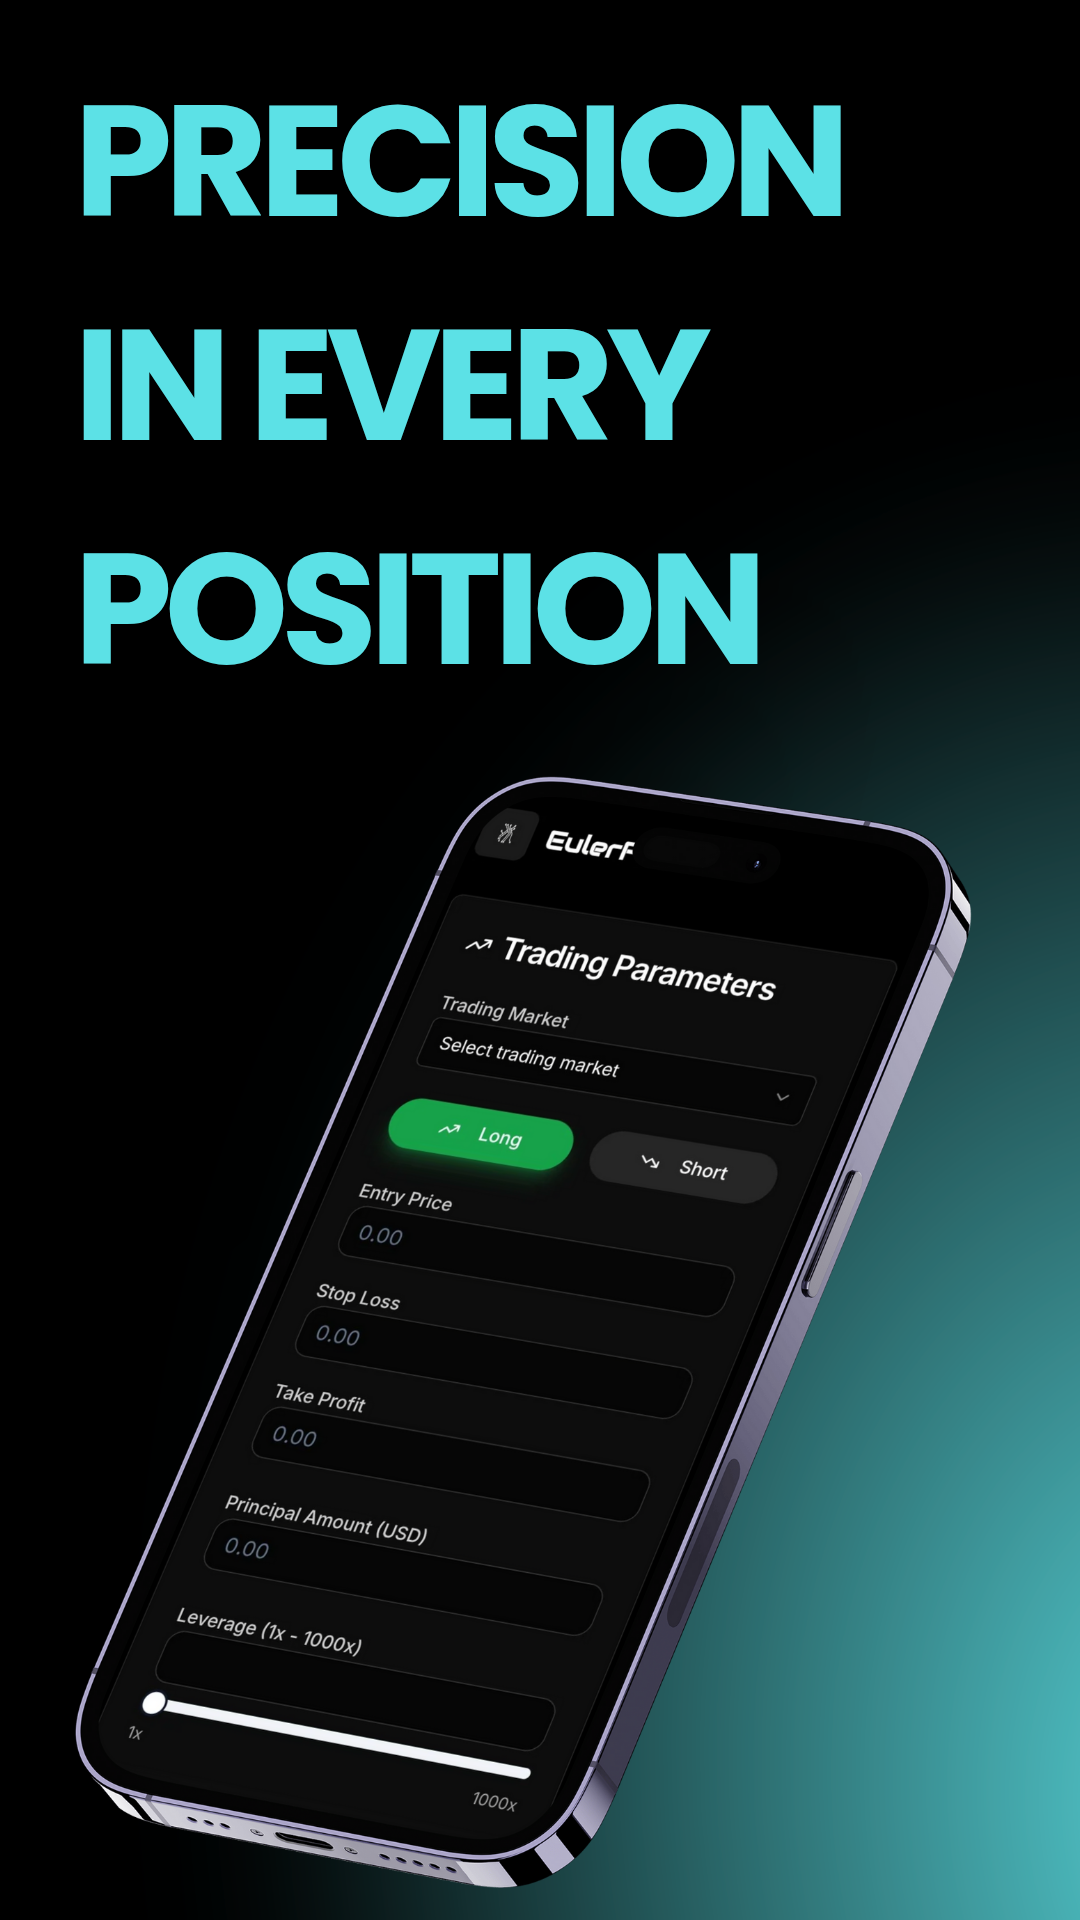 PRECISION
IN EVERY
POSITION
Eulerf
Trading Parameters
Trading Market
Select trading market
Long
Short
Entry Price
0.00
Stop Loss
0.00
Take Profit
0.00
Principal Amount (USD)
0.00
Leverage (1x - 1000x)
1x
1000x